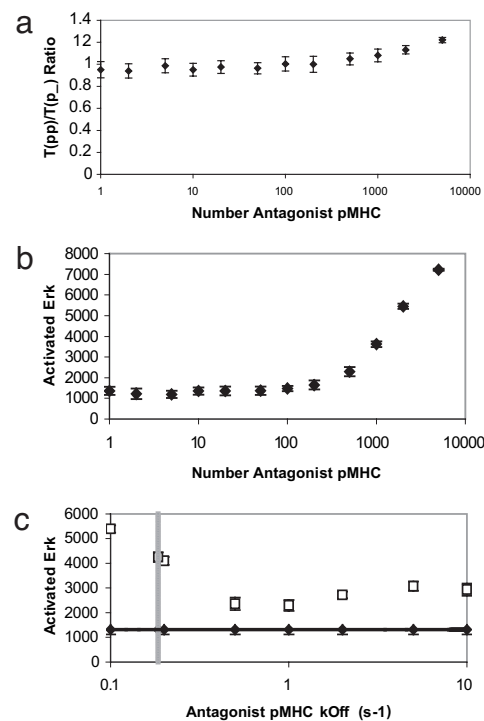 a
T(pp)/T(p_) Ratio
1.4
1.2
1
0.8
0.6
0.4
0.2
0
1 10 100 1000 10000
Number Antagonist pMHC
b
Activated Erk
8000
7000
6000
5000
4000
3000
2000
1000
0
1 10 100 1000 10000
Number Antagonist pMHC
c
Activated Erk
6000
5000
4000
3000
2000
1000
0
0.1 1 10
Antagonist pMHC kOff (s-1)